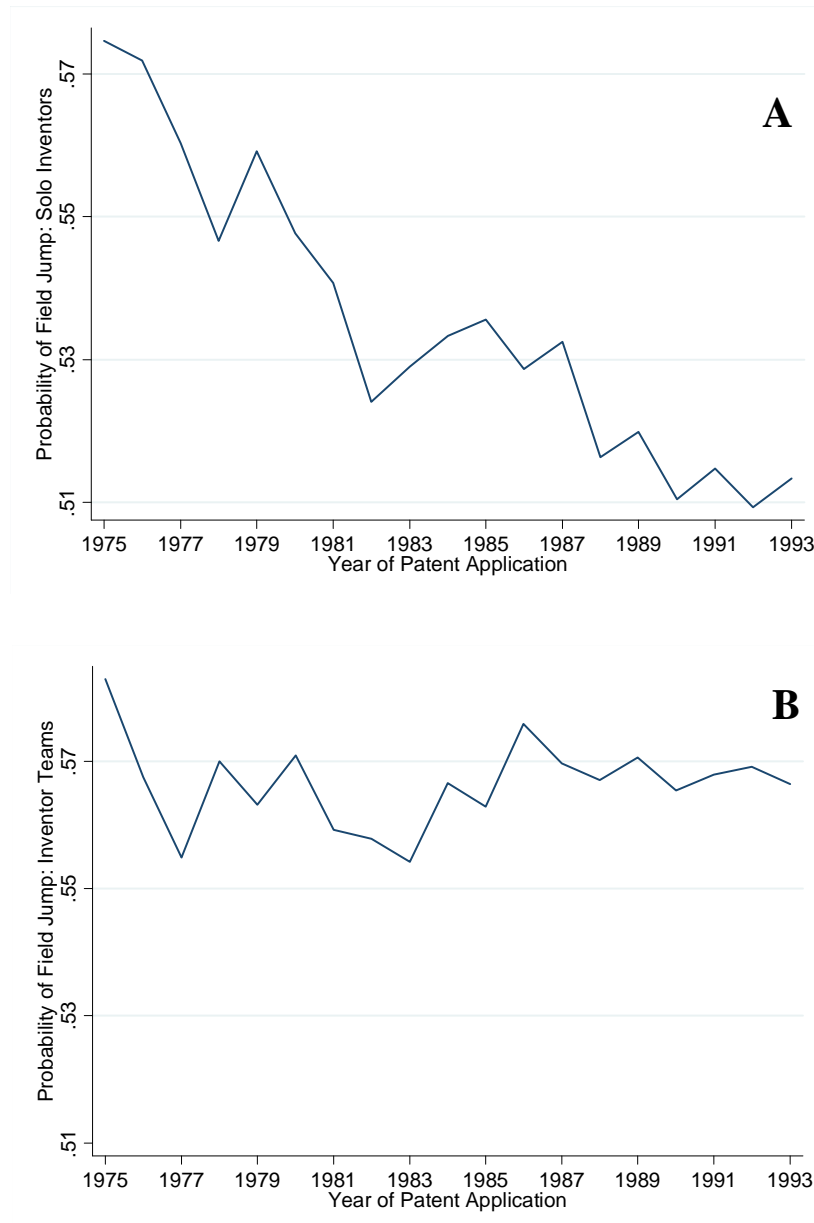 A
Probability of Field Jump: Solo Inventors
.57
.55
.53
.51
1975 1977 1979 1981 1983 1985 1987 1989 1991 1993
Year of Patent Application
B
Probability of Field Jump: Inventor Teams
.57
.55
.53
.51
1975 1977 1979 1981 1983 1985 1987 1989 1991 1993
Year of Patent Application